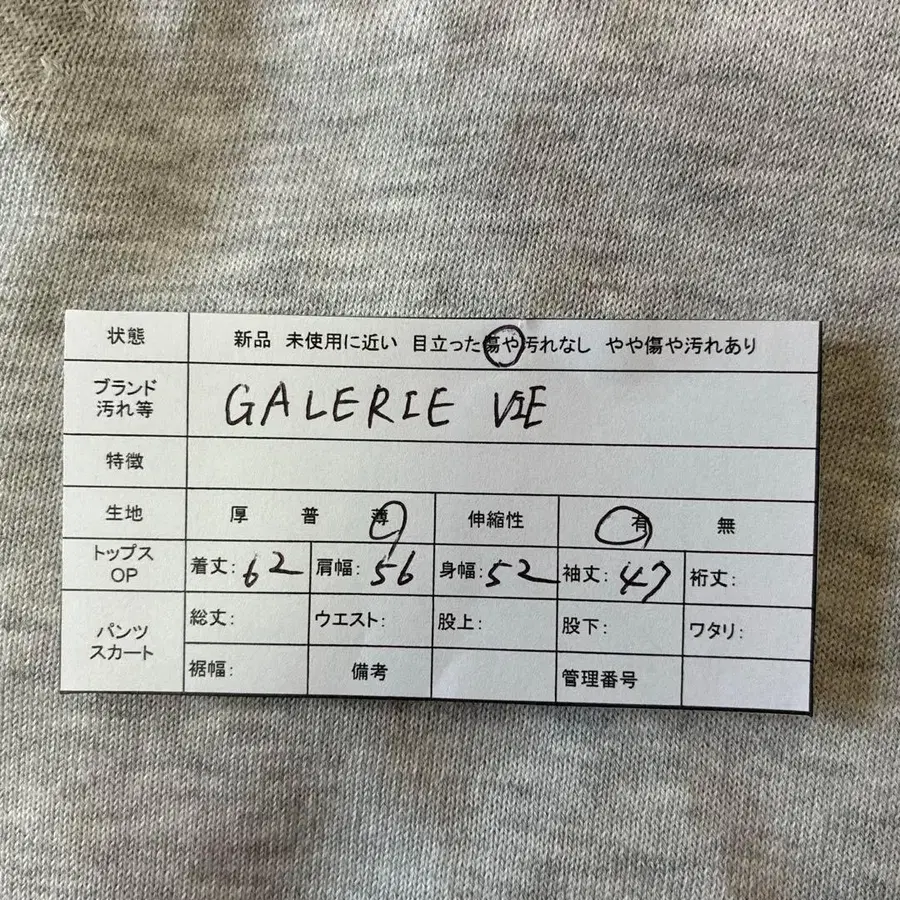 状態 新品 未使用に近い 目立った傷や汚れなし やや傷や汚れあり
ブランド
汚れ等 GALERIE VIE
特徴
生地 厚 普 薄 伸縮性 有 無
トップス
OP 着丈: 62 肩幅: 56 身幅: 52 袖丈: 47 裄丈:
パンツ
スカート 総丈: ウエスト: 股上: 股下: ワタリ:
裾幅: 備考 管理番号